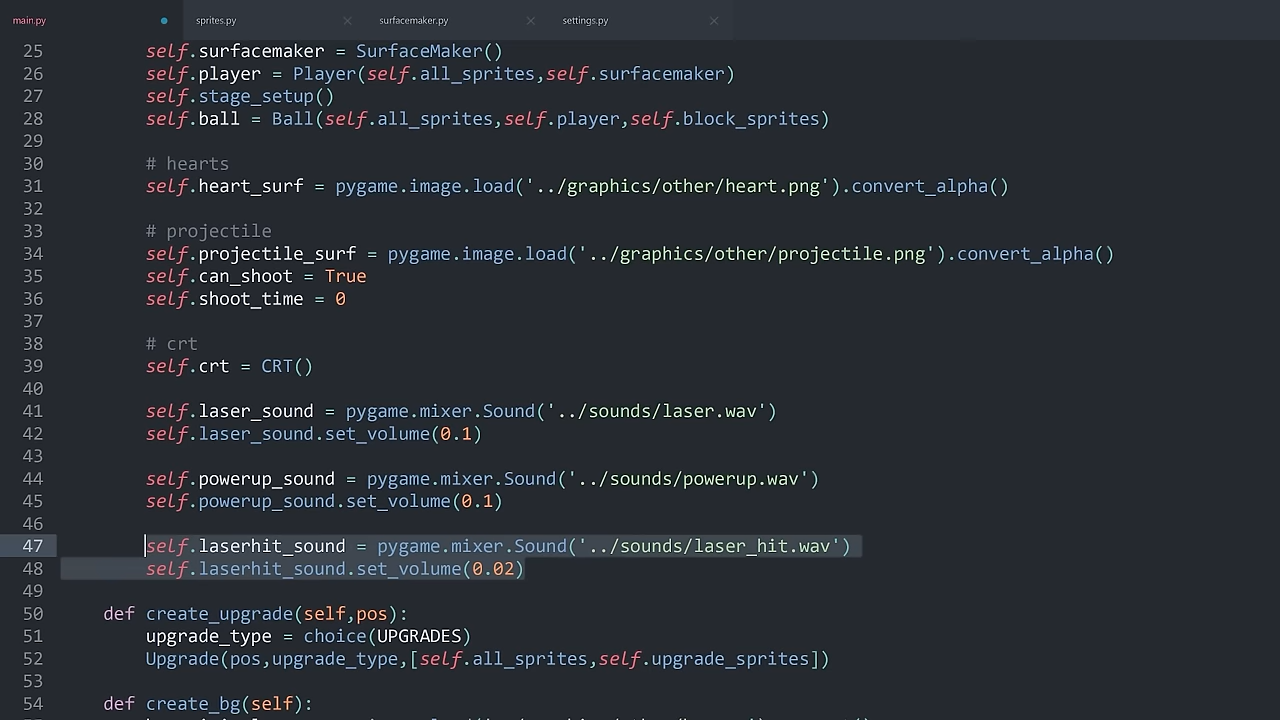 main.py sprites.py surfacemaker.py settings.py
25 self.surfacemaker = SurfaceMaker()
26 self.player = Player(self.all_sprites,self.surfacemaker)
27 self.stage_setup()
28 self.ball = Ball(self.all_sprites,self.player,self.block_sprites)
29
30 # hearts
31 self.heart_surf = pygame.image.load('../graphics/other/heart.png').convert_alpha()
32
33 # projectile
34 self.projectile_surf = pygame.image.load('../graphics/other/projectile.png').convert_alpha()
35 self.can_shoot = True
36 self.shoot_time = 0
37
38 # crt
39 self.crt = CRT()
40
41 self.laser_sound = pygame.mixer.Sound('../sounds/laser.wav')
42 self.laser_sound.set_volume(0.1)
43
44 self.powerup_sound = pygame.mixer.Sound('../sounds/powerup.wav')
45 self.powerup_sound.set_volume(0.1)
46
47 self.laserhit_sound = pygame.mixer.Sound('../sounds/laser_hit.wav')
48 self.laserhit_sound.set_volume(0.02)
49
50 def create_upgrade(self,pos):
51 upgrade_type = choice(UPGRADES)
52 Upgrade(pos,upgrade_type,[self.all_sprites,self.upgrade_sprites])
53
54 def create_bg(self):